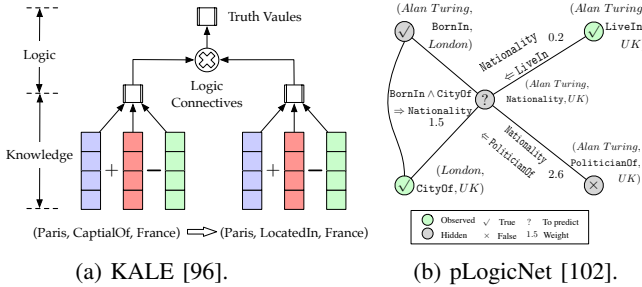 Logic
Knowledge
Truth Vaules
Logic
Connectives
+ −
+ −
(Paris, CaptialOf, France)
(Paris, LocatedIn, France)
(a) KALE [96].
(Alan Turing,
BornIn,
London)
✓
(Alan Turing,
LiveIn
UK)
✓
Nationality 0.2
⇐ LiveIn
BornIn ∧ CityOf
⇒ Nationality
1.5
?
(Alan Turing,
Nationality, UK)
Nationality
⇐ PoliticianOf
2.6
(Alan Turing,
PoliticianOf,
UK)
×
(London,
CityOf, UK)
✓
Observed ✓ True ? To predict
Hidden × False 1.5 Weight
(b) pLogicNet [102].